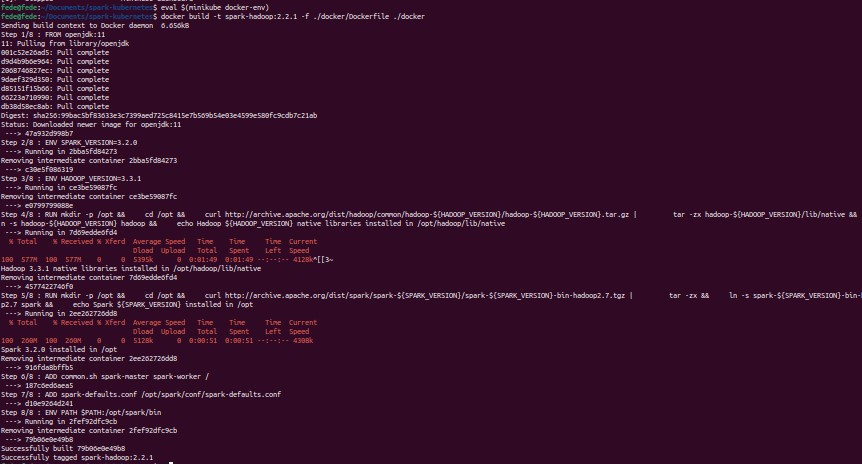 fede@fede:~/Documents/spark-kubernetes$ eval $(minikube docker-env)
fede@fede:~/Documents/spark-kubernetes$ docker build -t spark-hadoop:2.2.1 -f ./docker/Dockerfile ./docker
Sending build context to Docker daemon  6.656kB
Step 1/8 : FROM openjdk:11
11: Pulling from library/openjdk
001c52e26ad5: Pull complete
d9d4b9b6e964: Pull complete
2068746827ec: Pull complete
9daef329d350: Pull complete
d85151f15b66: Pull complete
66223a710990: Pull complete
db38d58ec8ab: Pull complete
Digest: sha256:99bac5bf83633e3c7399aed725c8415e7b569b54e03e4599e580fc9cdb7c21ab
Status: Downloaded newer image for openjdk:11
 ---> 47a932d998b7
Step 2/8 : ENV SPARK_VERSION=3.2.0
 ---> Running in 2bba5fd84273
Removing intermediate container 2bba5fd84273
 ---> c30e5f086319
Step 3/8 : ENV HADOOP_VERSION=3.3.1
 ---> Running in ce3be59087fc
Removing intermediate container ce3be59087fc
 ---> e0799799088e
Step 4/8 : RUN mkdir -p /opt &&     cd /opt &&     curl http://archive.apache.org/dist/hadoop/common/hadoop-${HADOOP_VERSION}/hadoop-${HADOOP_VERSION}.tar.gz |         tar -zx hadoop-${HADOOP_VERSION}/lib/native &&
n -s hadoop-${HADOOP_VERSION} hadoop &&     echo Hadoop ${HADOOP_VERSION} native libraries installed in /opt/hadoop/lib/native
 ---> Running in 7d69edde6fd4
  % Total    % Received % Xferd  Average Speed   Time    Time     Time  Current
                                 Dload  Upload   Total   Spent    Left  Speed
100  577M  100  577M    0     0  5395k      0  0:01:49  0:01:49 --:--:-- 4128k^[[3~
Hadoop 3.3.1 native libraries installed in /opt/hadoop/lib/native
Removing intermediate container 7d69edde6fd4
 ---> 4577422746f0
Step 5/8 : RUN mkdir -p /opt &&     cd /opt &&     curl http://archive.apache.org/dist/spark/spark-${SPARK_VERSION}/spark-${SPARK_VERSION}-bin-hadoop2.7.tgz |         tar -zx &&     ln -s spark-${SPARK_VERSION}-bin-h
p2.7 spark &&     echo Spark ${SPARK_VERSION} installed in /opt
 ---> Running in 2ee262726dd8
  % Total    % Received % Xferd  Average Speed   Time    Time     Time  Current
                                 Dload  Upload   Total   Spent    Left  Speed
100  260M  100  260M    0     0  5128k      0  0:00:51  0:00:51 --:--:-- 4308k
Spark 3.2.0 installed in /opt
Removing intermediate container 2ee262726dd8
 ---> 916fda8bffb5
Step 6/8 : ADD common.sh spark-master spark-worker /
 ---> 187c6ed6aea5
Step 7/8 : ADD spark-defaults.conf /opt/spark/conf/spark-defaults.conf
 ---> d10e9264d241
Step 8/8 : ENV PATH $PATH:/opt/spark/bin
 ---> Running in 2fef92dfc9cb
Removing intermediate container 2fef92dfc9cb
 ---> 79b06e0e49b8
Successfully built 79b06e0e49b8
Successfully tagged spark-hadoop:2.2.1